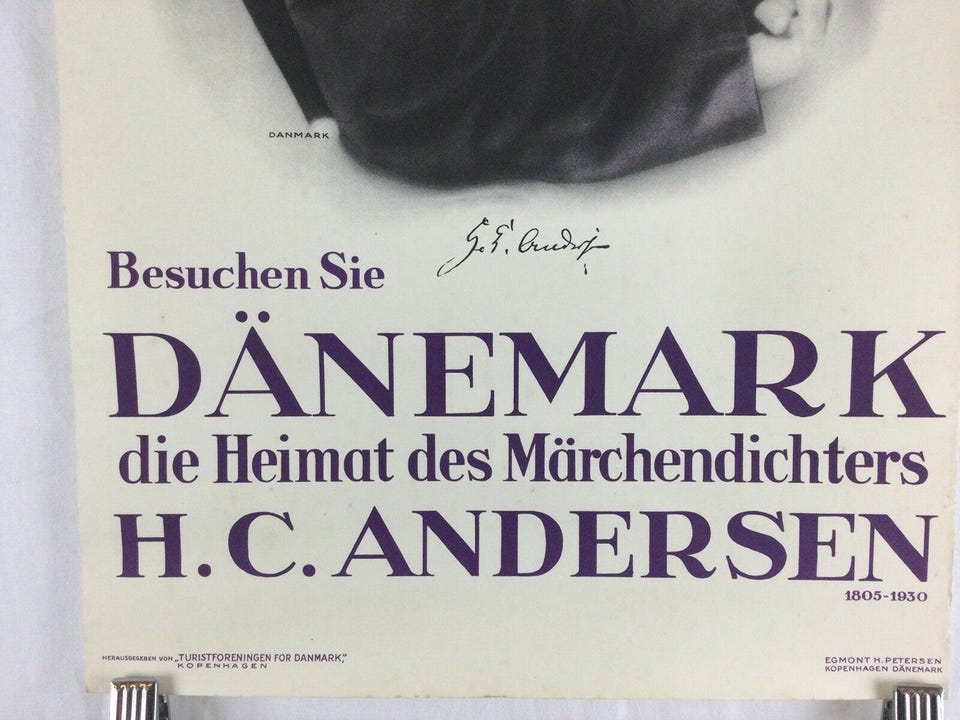 DANMARK
H. C. Andersen
Besuchen Sie
DÄNEMARK
die Heimat des Märchendichters
H. C. ANDERSEN
1805-1930
HERAUSGEGEBEN VON „TURISTFORENINGEN FOR DANMARK,”
KOPENHAGEN
EGMONT H. PETERSEN
KOPENHAGEN DÄNEMARK